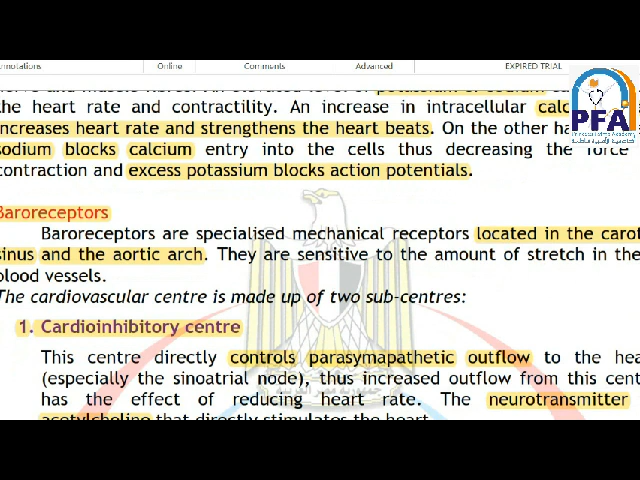 nnotations Online Comments Advanced EXPIRED TRIAL
PFA
the heart rate and contractility. An increase in intracellular calc
increases heart rate and strengthens the heart beats. On the other ha
sodium blocks calcium entry into the cells thus decreasing the force
contraction and excess potassium blocks action potentials.
Baroreceptors
Baroreceptors are specialised mechanical receptors located in the carot
sinus and the aortic arch. They are sensitive to the amount of stretch in the
blood vessels.
The cardiovascular centre is made up of two sub-centres:
1. Cardioinhibitory centre
This centre directly controls parasymapathetic outflow to the hea
(especially the sinoatrial node), thus increased outflow from this cent
has the effect of reducing heart rate. The neurotransmitter
acetylcholine that directly stimulates the heart.